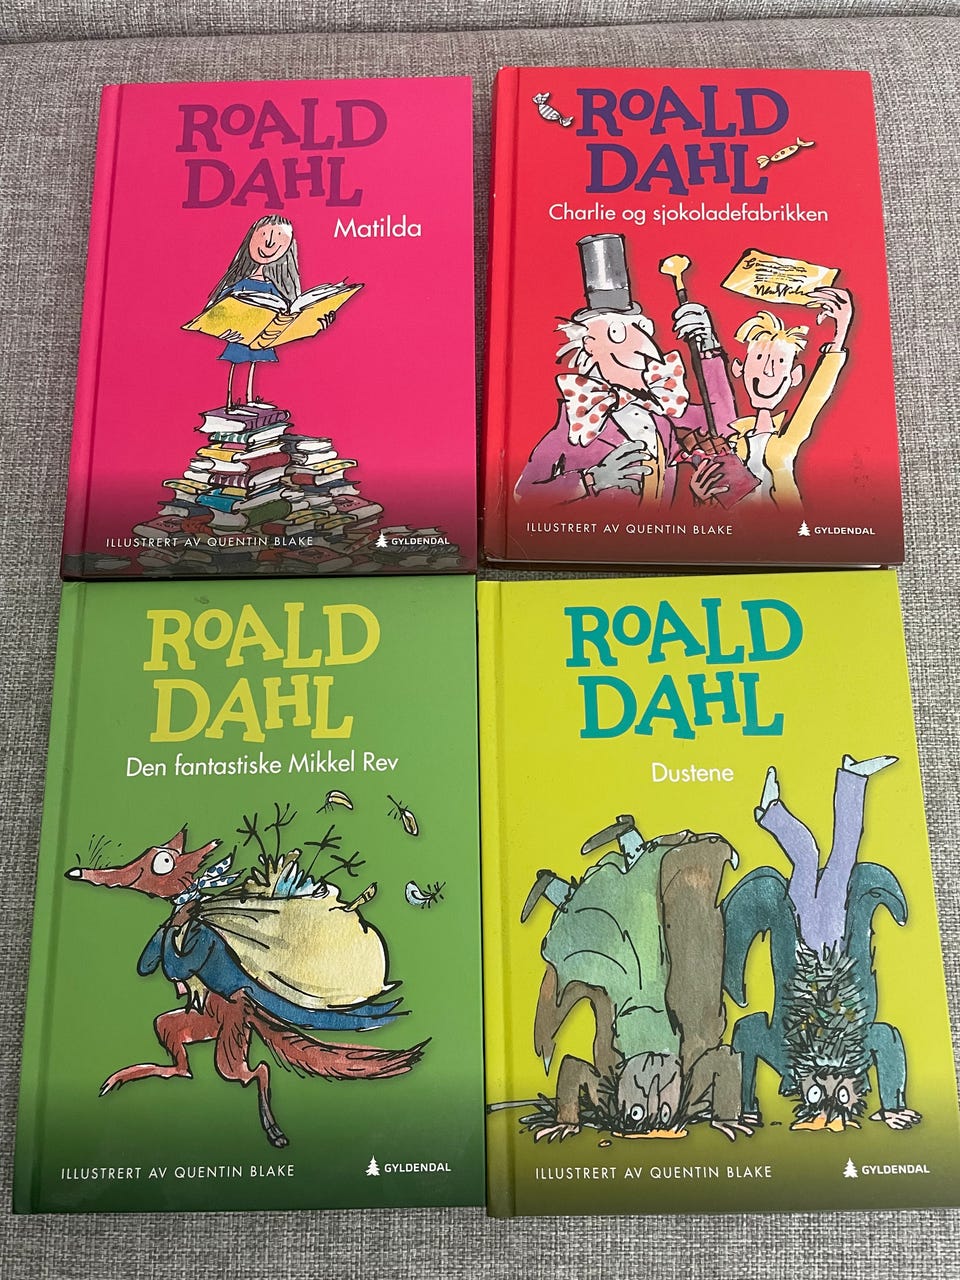 ROALD
DAHL
Matilda
ILLUSTRERT AV QUENTIN BLAKE
GYLDENDAL
ROALD
DAHL
Charlie og sjokoladefabrikken
ILLUSTRERT AV QUENTIN BLAKE
GYLDENDAL
ROALD
DAHL
Den fantastiske Mikkel Rev
ILLUSTRERT AV QUENTIN BLAKE
GYLDENDAL
ROALD
DAHL
Dustene
ILLUSTRERT AV QUENTIN BLAKE
GYLDENDAL